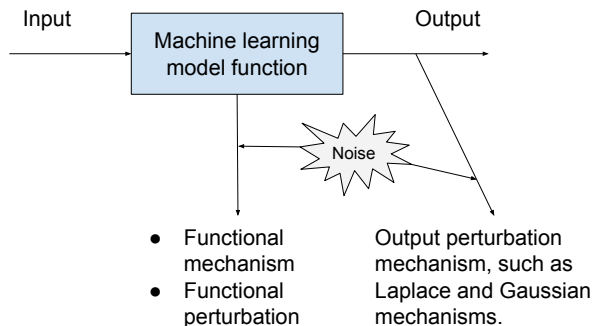 Input
Output
Machine learning
model function
Noise
● Functional
mechanism
● Functional
perturbation
Output perturbation
mechanism, such as
Laplace and Gaussian
mechanisms.